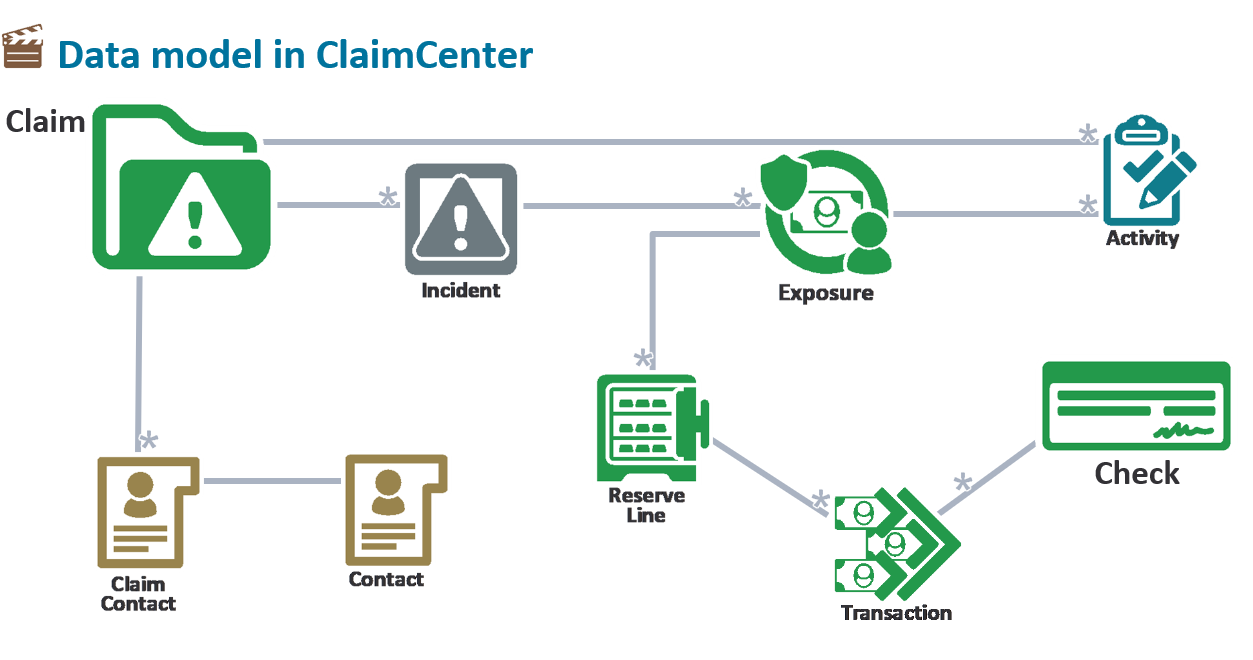 Data model in ClaimCenter
Claim
*
*
*
*
Activity
Incident
Exposure
*
*
*
*
Check
Reserve
Line
Claim
Contact
Contact
Transaction